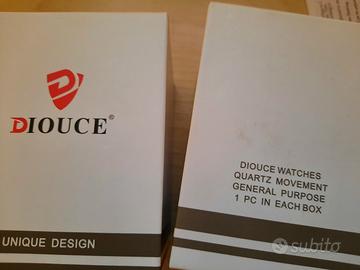 DIOUCE©
UNIQUE DESIGN
DIOUCE WATCHES
QUARTZ MOVEMENT
GENERAL PURPOSE
1 PC IN EACH BOX
subito